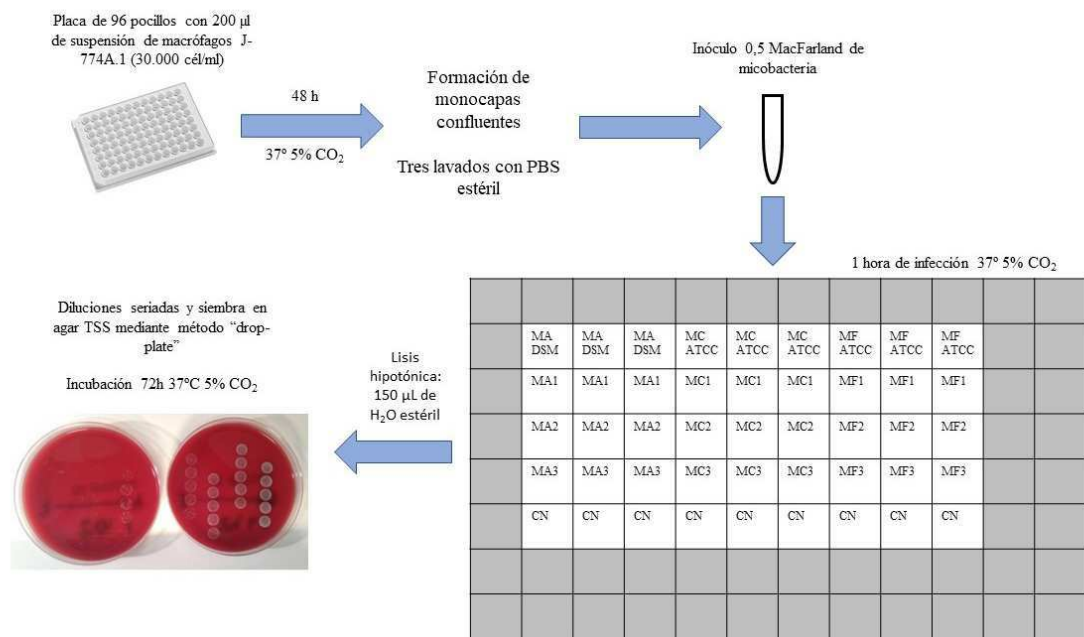 Placa de 96 pocillos con 200 µl
de suspensión de macrófagos J-
774A.1 (30.000 cél/ml)
48 h
37º 5% CO₂
Formación de
monocapas
confluentes
Tres lavados con PBS
estéril
Inóculo 0,5 MacFarland de
micobacteria
1 hora de infección 37º 5% CO₂
MA DSM MA DSM MA DSM MC ATCC MC ATCC MC ATCC MF ATCC MF ATCC MF ATCC
MA1 MA1 MA1 MC1 MC1 MC1 MF1 MF1 MF1
MA2 MA2 MA2 MC2 MC2 MC2 MF2 MF2 MF2
MA3 MA3 MA3 MC3 MC3 MC3 MF3 MF3 MF3
CN CN CN CN CN CN CN CN CN
Lisis
hipotónica:
150 µL de
H₂O estéril
Diluciones seriadas y siembra en
agar TSS mediante método “drop-
plate”
Incubación 72h 37ºC 5% CO₂